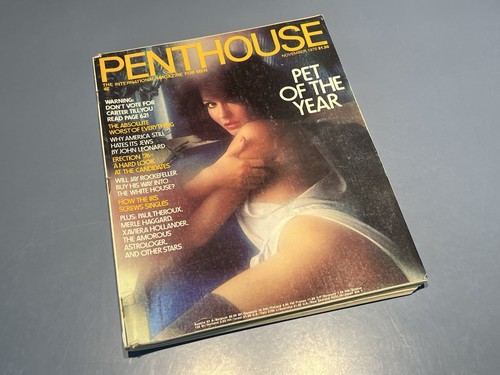 PENTHOUSE
THE INTERNATIONAL MAGAZINE FOR MEN
NOVEMBER 1976 $1.50
PET
OF THE
YEAR
WARNING:
DON'T VOTE FOR
CARTER TILL YOU
READ PAGE 62!
THE ABSOLUTE
WORST OF EVERYTHING
WHY AMERICA STILL
HATES ITS JEWS
BY JOHN LEONARD
ERECTION '76:
A HARD LOOK
AT THE CANDIDATES
WILL JAY ROCKEFELLER
BUY HIS WAY INTO
THE WHITE HOUSE?
HOW THE IRS
SCREWS SINGLES
PLUS: PAUL THEROUX,
MERLE HAGGARD,
XAVIERA HOLLANDER,
THE AMOROUS
ASTROLOGER...
AND OTHER STARS